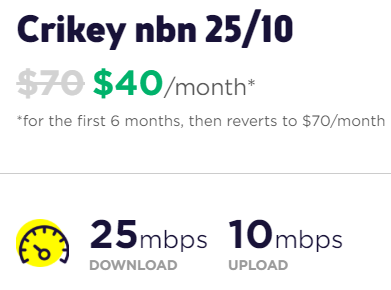 Crikey nbn 25/10
$70 $40/month*
*for the first 6 months, then reverts to $70/month
25mbps 10mbps
DOWNLOAD UPLOAD